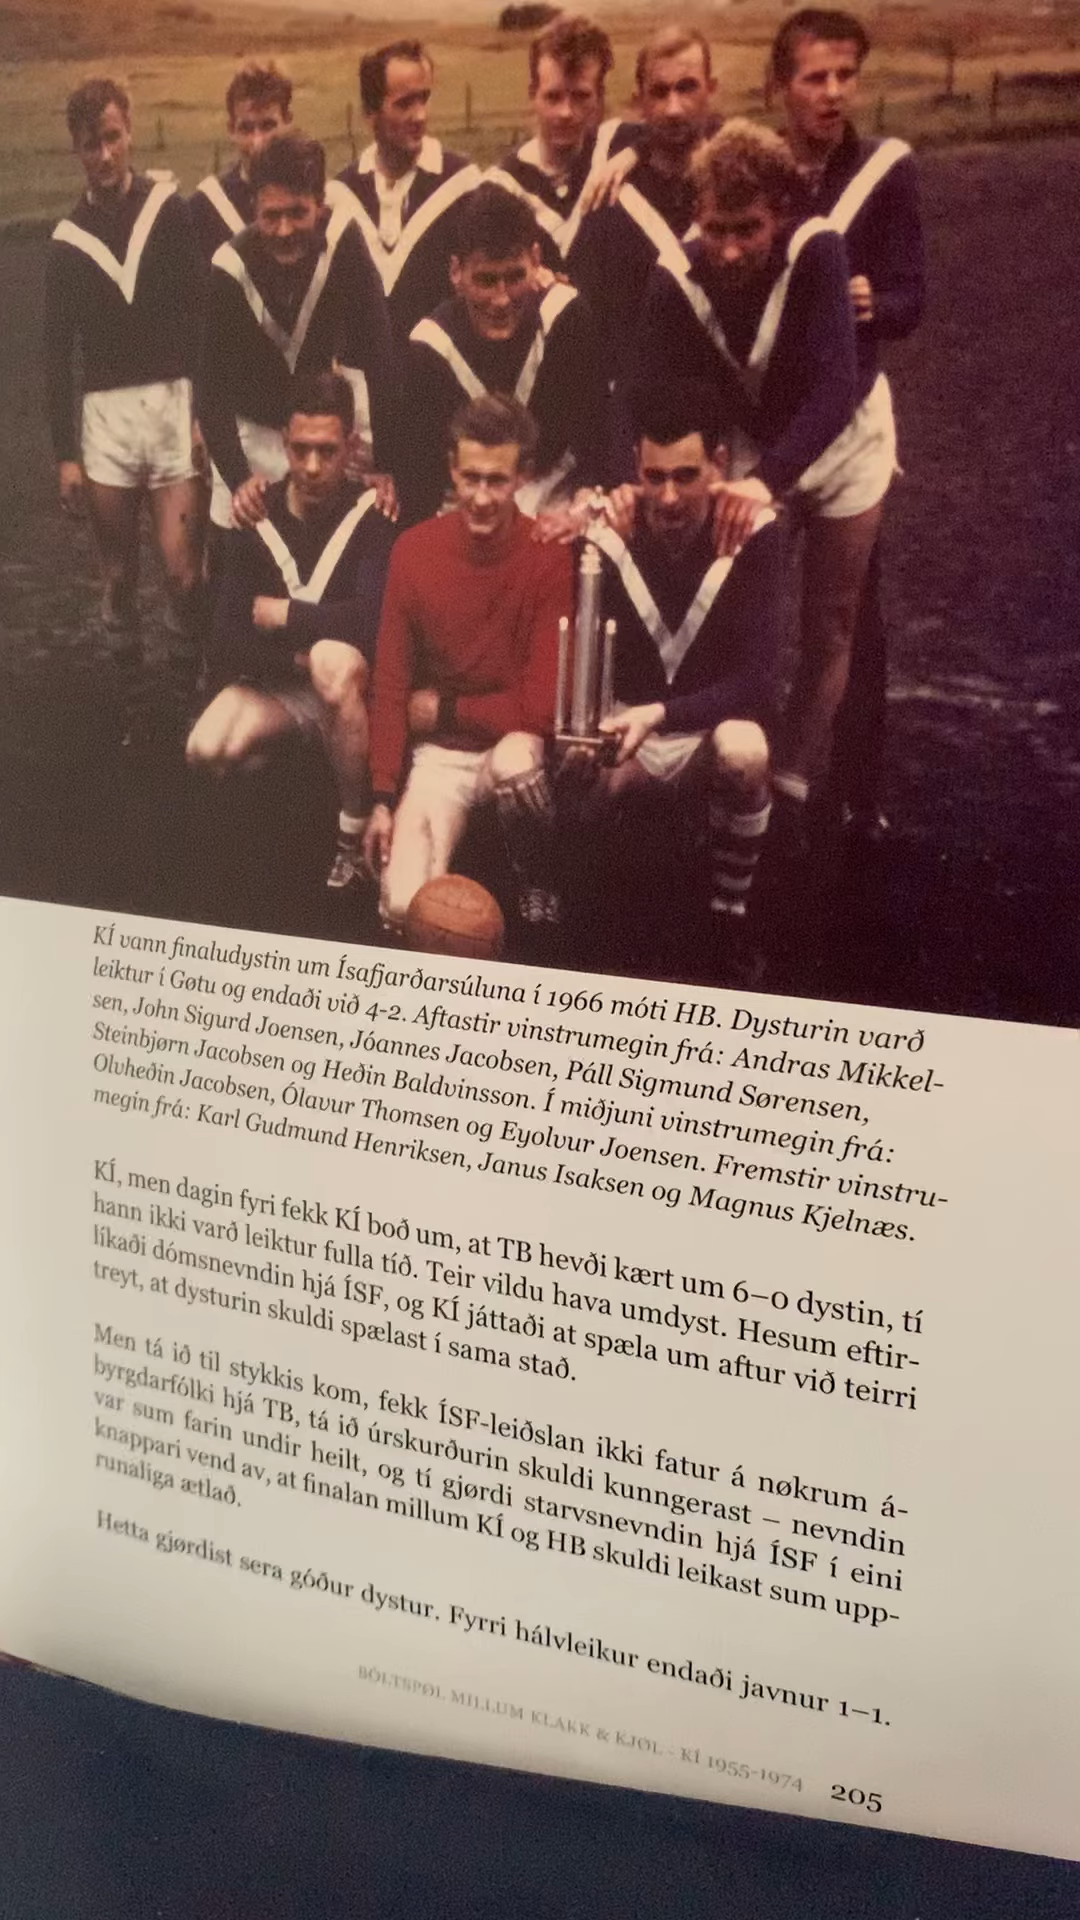 KÍ vann finaludystin um Ísafjarðarsúluna í 1966 móti HB. Dysturin varð
leiktur í Gøtu og endaði við 4-2. Aftastir vinstrumegin frá: Andras Mikkel-
sen, John Sigurd Joensen, Jóannes Jacobsen, Páll Sigmund Sørensen,
Steinbjørn Jacobsen og Heðin Baldvinsson. Í miðjuni vinstrumegin frá:
Olvheðin Jacobsen, Ólavur Thomsen og Eyolvur Joensen. Fremstir vinstru-
megin frá: Karl Gudmund Henriksen, Janus Isaksen og Magnus Kjelnæs.
KÍ, men dagin fyri fekk KÍ boð um, at TB hevði kært um 6–0 dystin, tí
hann ikki varð leiktur fulla tíð. Teir vildu hava umdyst. Hesum eftir-
líkaði dómsnevndin hjá ÍSF, og KÍ játtaði at spæla um aftur við teirri
treyt, at dysturin skuldi spælast í sama stað.
Men tá ið til stykkis kom, fekk ÍSF-leiðslan ikki fatur á nøkrum á-
byrgdarfólki hjá TB, tá ið úrskurðurin skuldi kunngerast – nevndin
var sum farin undir heilt, og tí gjørdi starvsnevndin hjá ÍSF í eini
knappari vend av, at finalan millum KÍ og HB skuldi leikast sum upp-
runaliga ætlað.
Hetta gjørdist sera góður dystur. Fyrri hálvleikur endaði javnur 1–1.
BÓLTSPØL MILLUM KLAKK & KJØL - KÍ 1955-1974 205